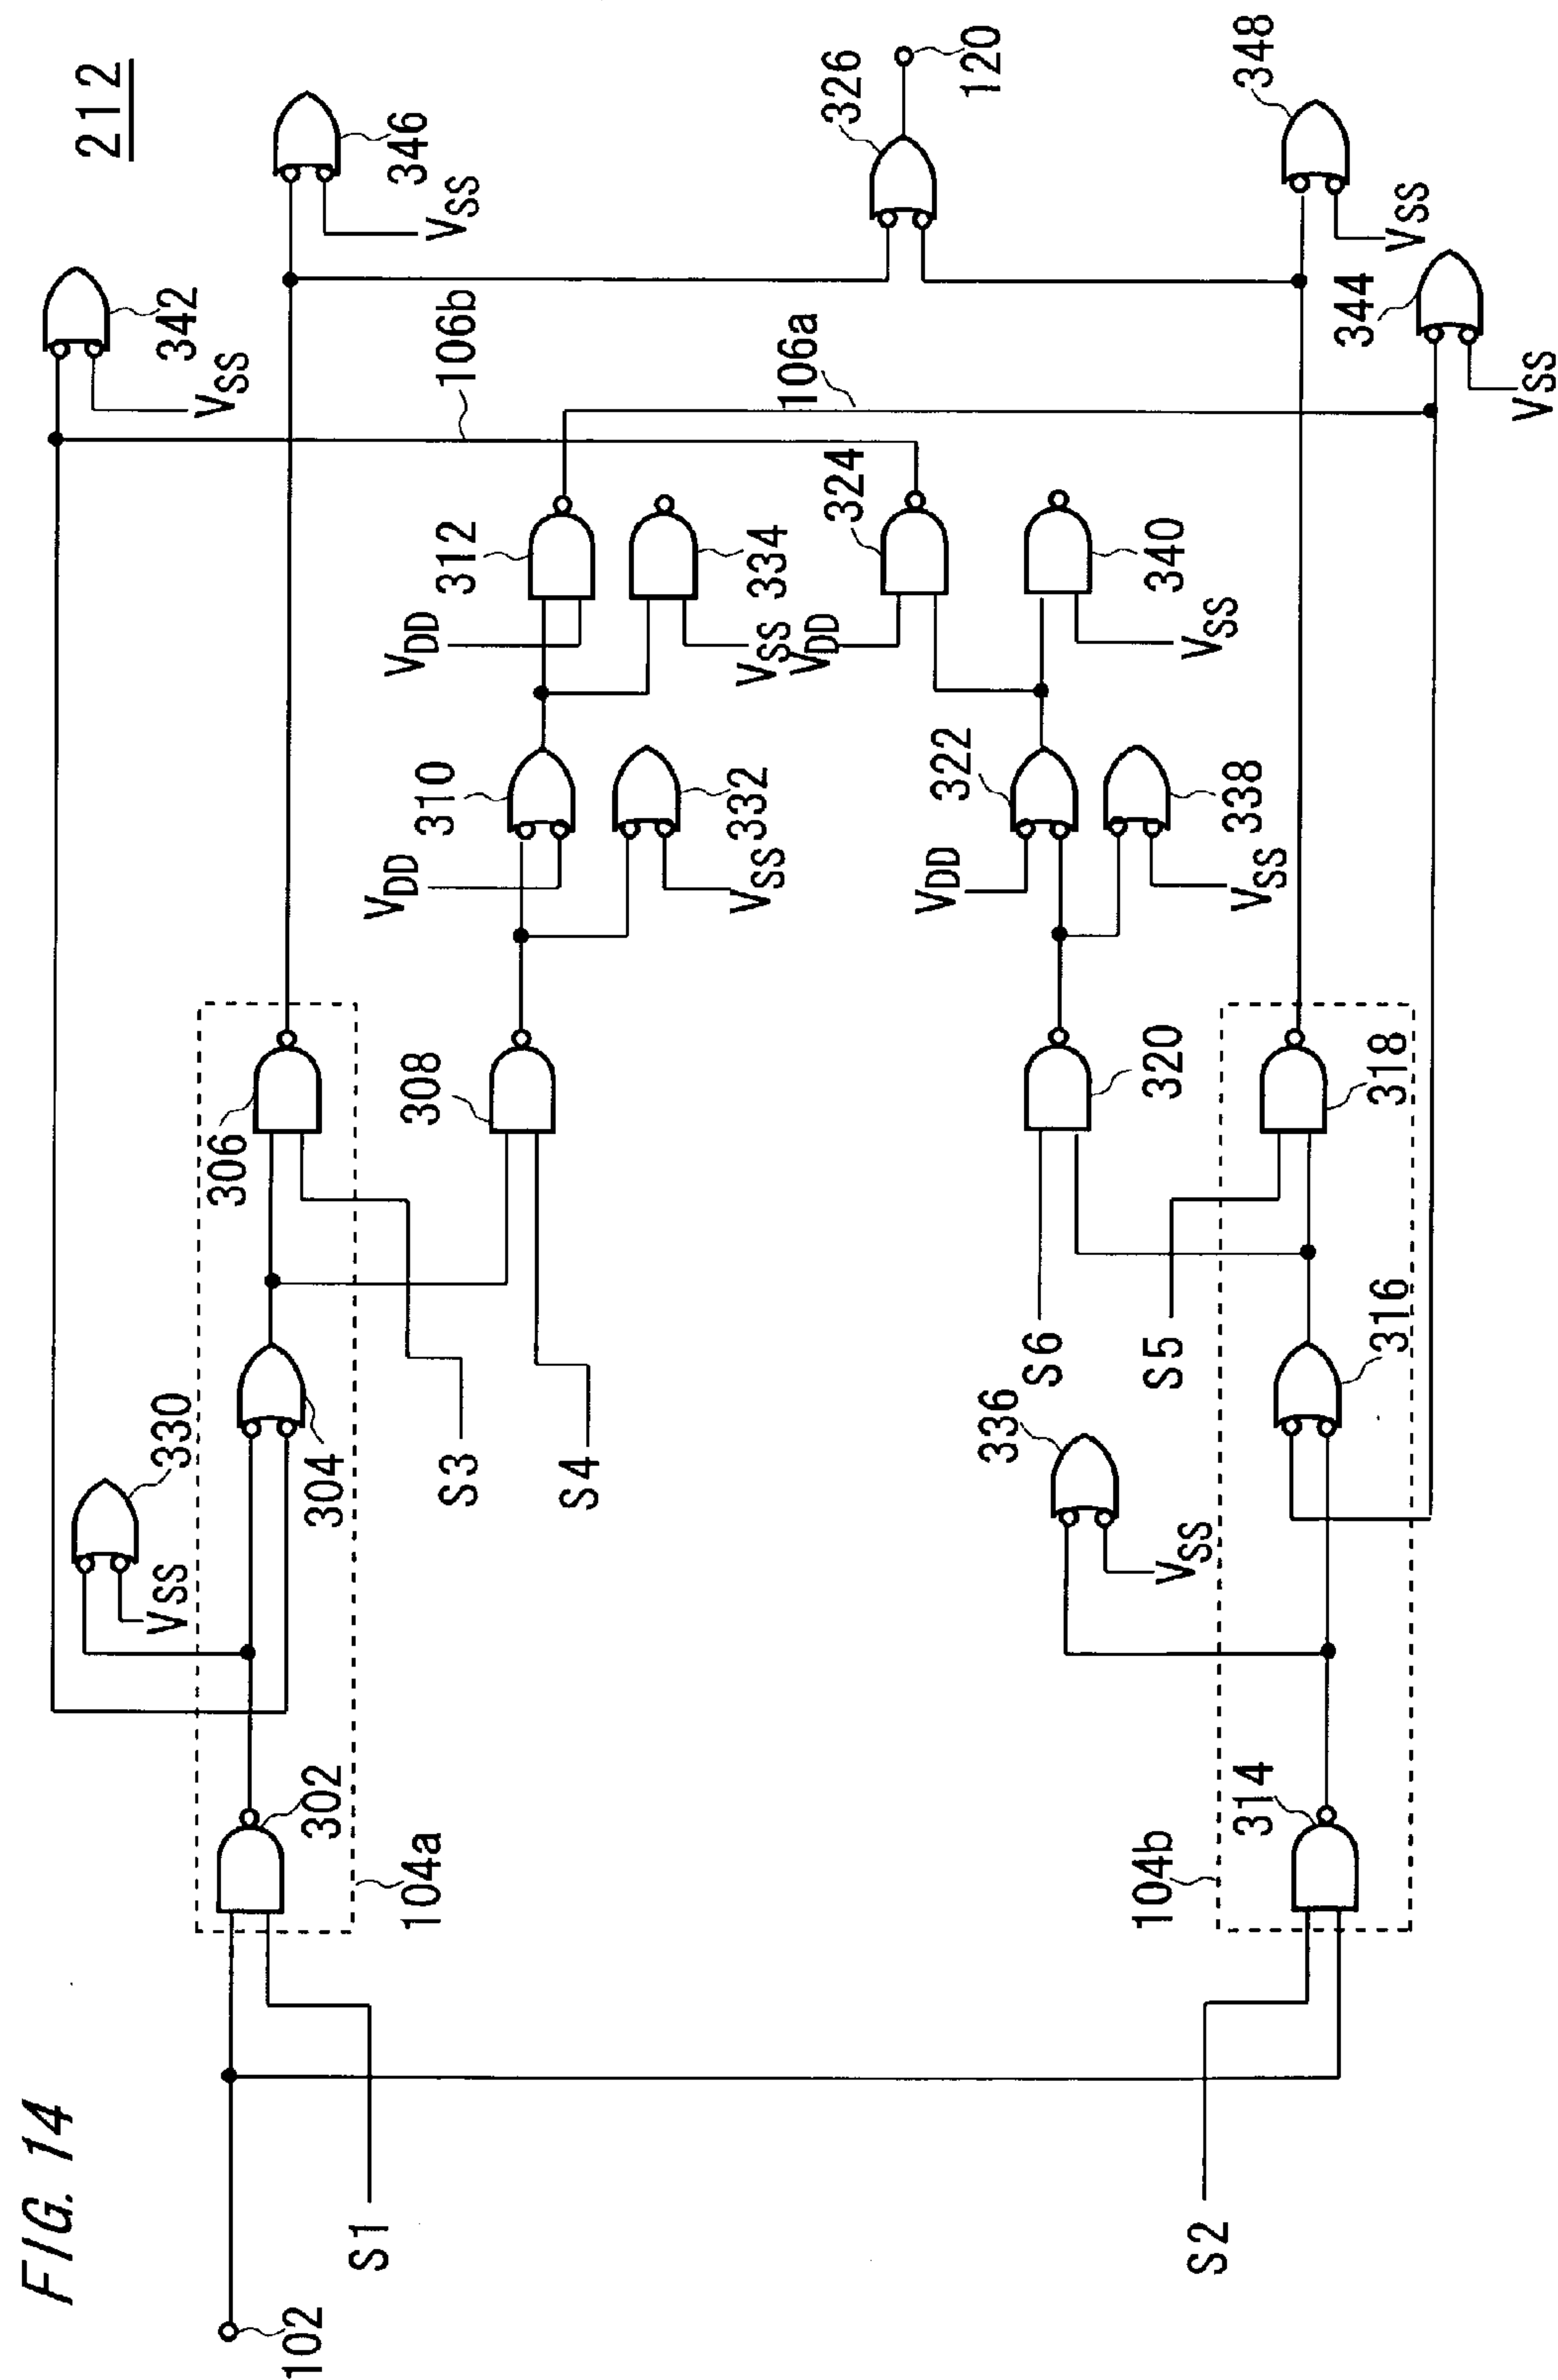 FIG. 14
212
342
VSS
346
VSS
106b
330
VSS
304
306
302
104a
102
S1
S3
S4
308
VDD
310
332
VSS
VDD
312
334
VSS
106a
326
120
VDD
324
340
VSS
VDD
322
338
VSS
320
S6
S5
336
VSS
316
318
314
104b
S2
348
VSS
344
VSS